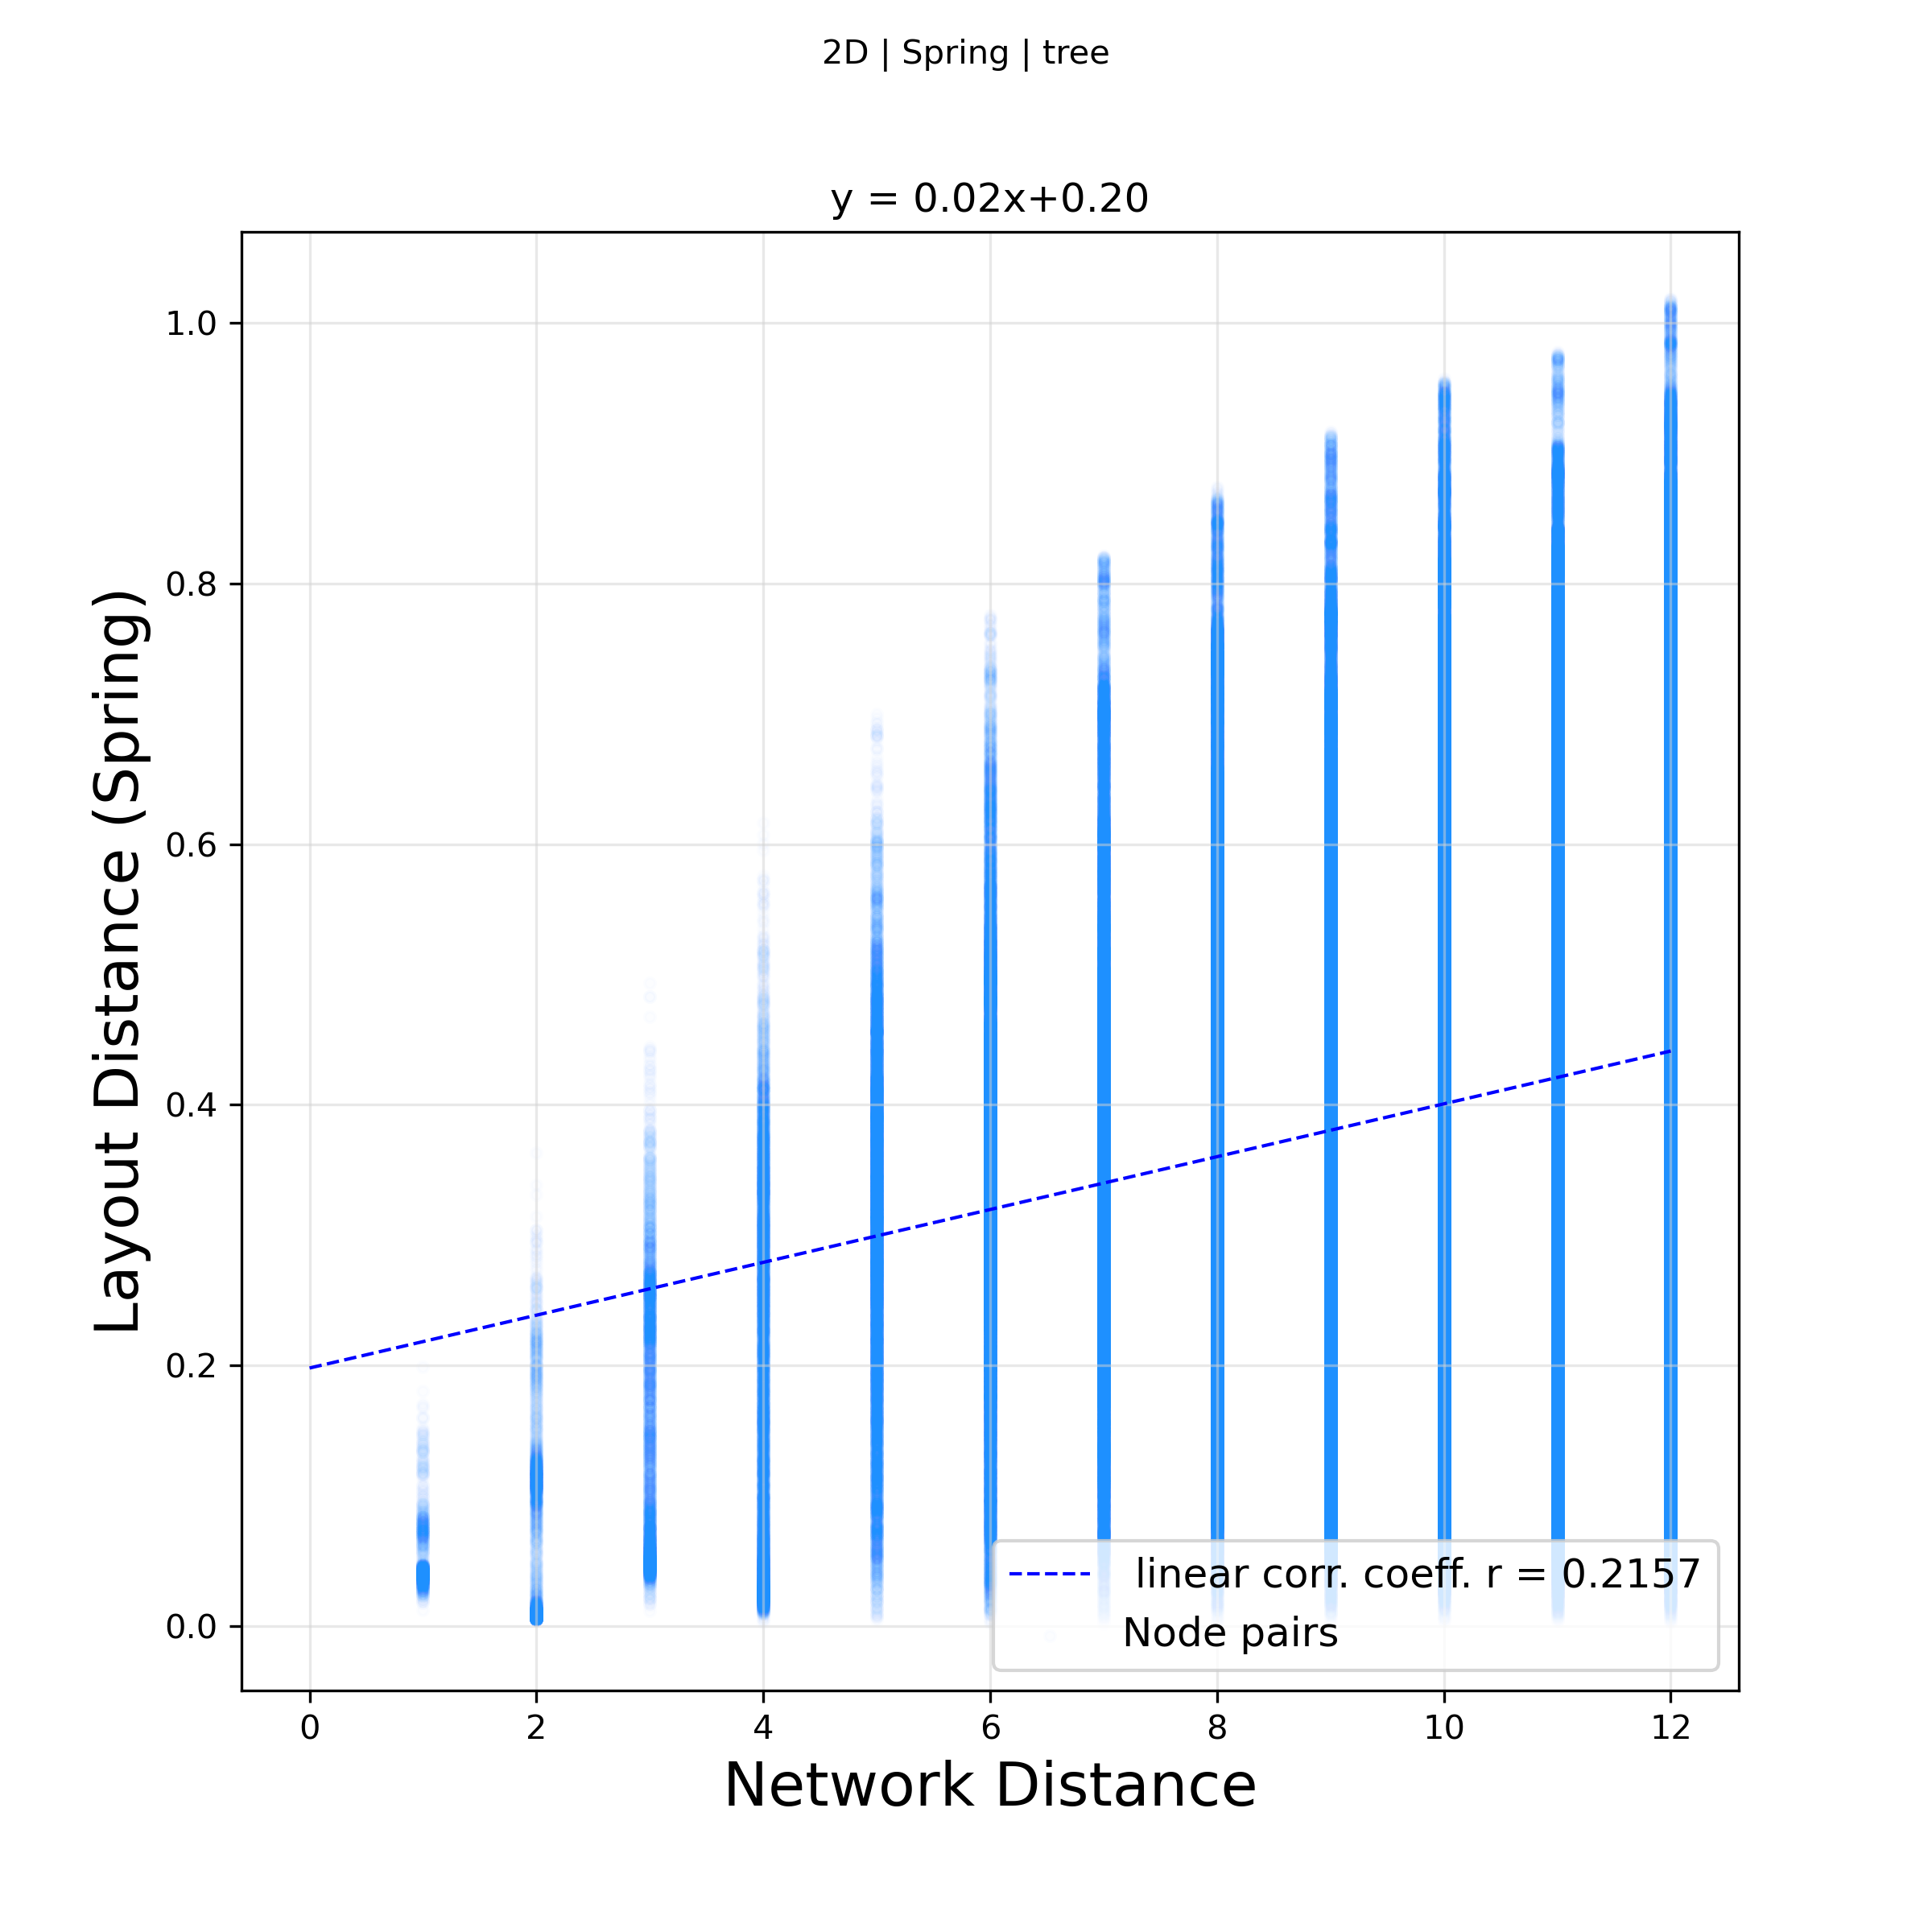 2D | Spring | tree
y = 0.02x+0.20
Layout Distance (Spring)
1.0
0.8
0.6
0.4
0.2
0.0
linear corr. coeff. r = 0.2157
Node pairs
0 2 4 6 8 10 12
Network Distance